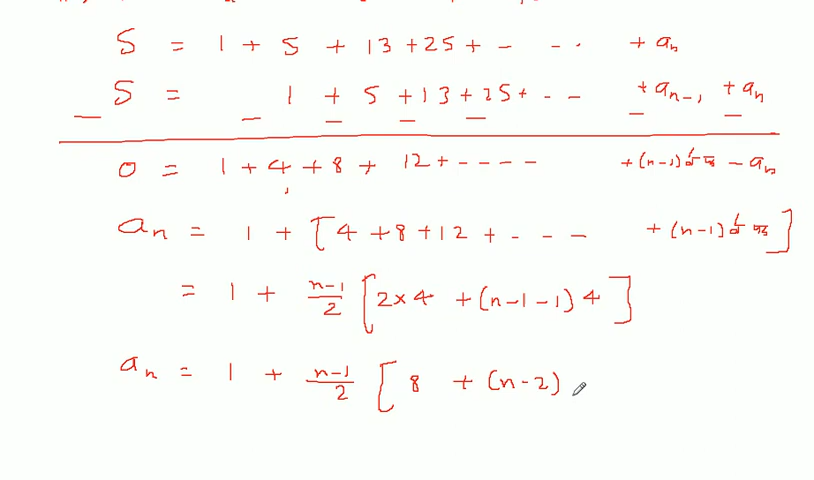 S = 1 + 5 + 13 + 25 + - - · + aₙ
S = 1 + 5 + 13 + 25 + - - + aₙ₋₁ + aₙ
— — — — — — —
0 = 1 + 4 + 8 + 12 + - - - - + (n-1) वें पद - aₙ
aₙ = 1 + [4 + 8 + 12 + - - - + (n-1) वें पद]
= 1 + n-1/2 [2×4 + (n-1-1) 4]
aₙ = 1 + n-1/2 [8 + (n-2)